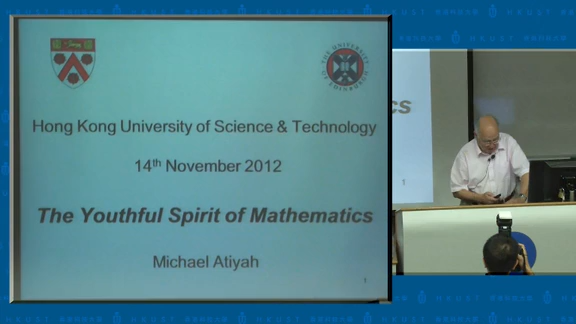 Hong Kong University of Science & Technology
14th November 2012
The Youthful Spirit of Mathematics
Michael Atiyah